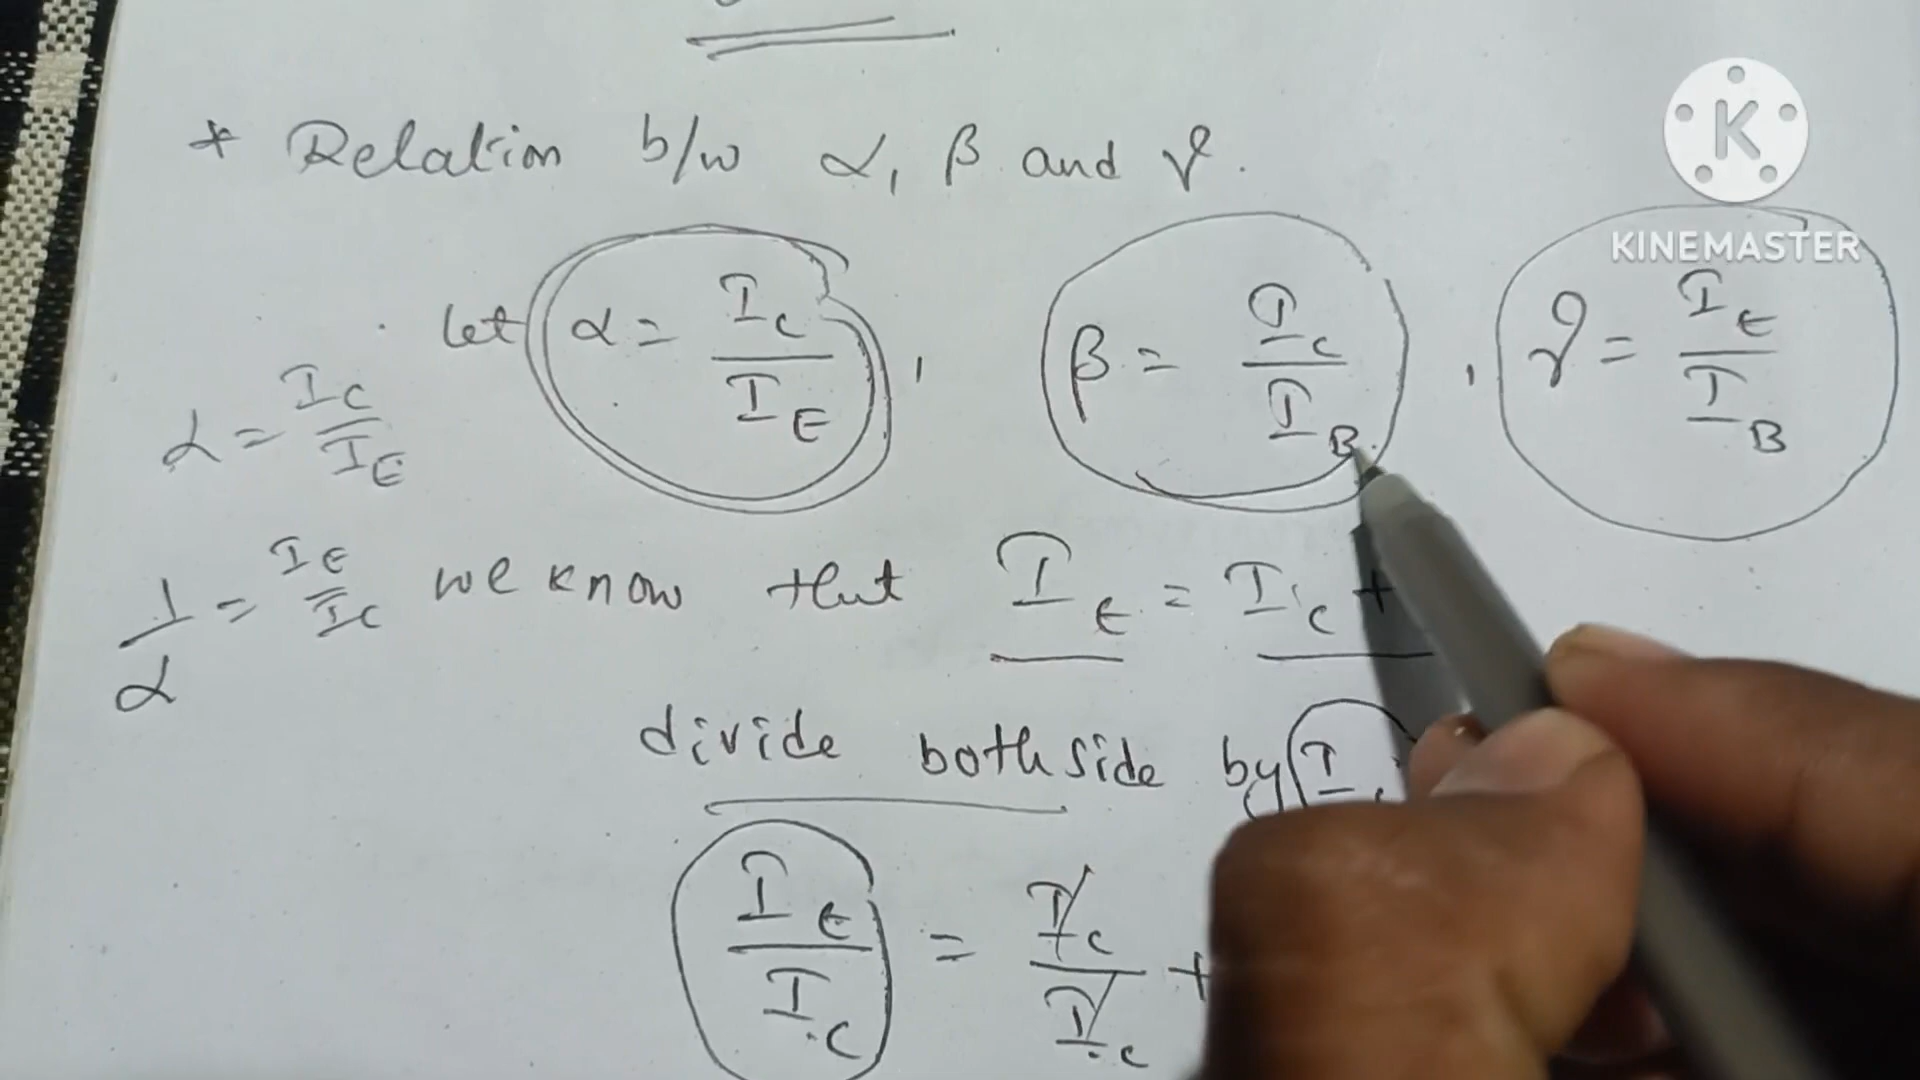 * Relation b/w α, β and γ.
K
KINEMASTER
let α = I_C / I_E , β = I_C / I_B , γ = I_E / I_B
α = I_C / I_E
1/α = I_E / I_C
we know that I_E = I_C +
divide both side by I
I_E / I_C = I_C / I_C +